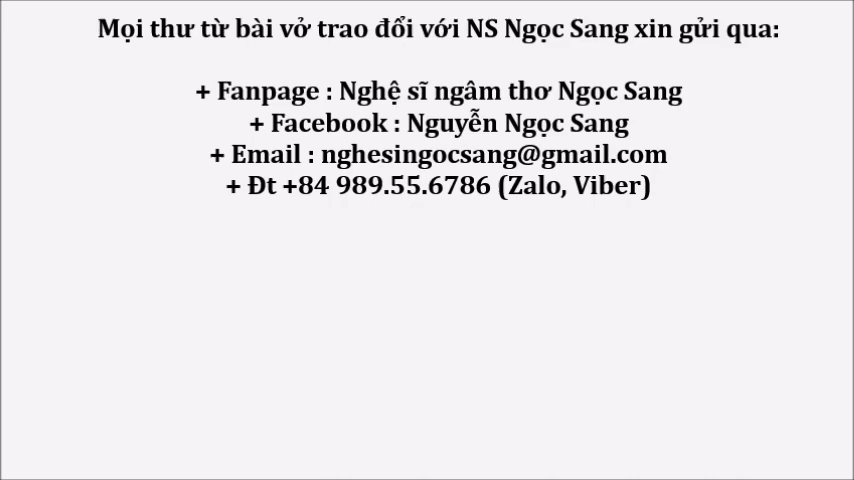 Mọi thư từ bài vở trao đổi với NS Ngọc Sang xin gửi qua:
+ Fanpage : Nghệ sĩ ngâm thơ Ngọc Sang
+ Facebook : Nguyễn Ngọc Sang
+ Email : nghesingocsang@gmail.com
+ Đt +84 989.55.6786 (Zalo, Viber)